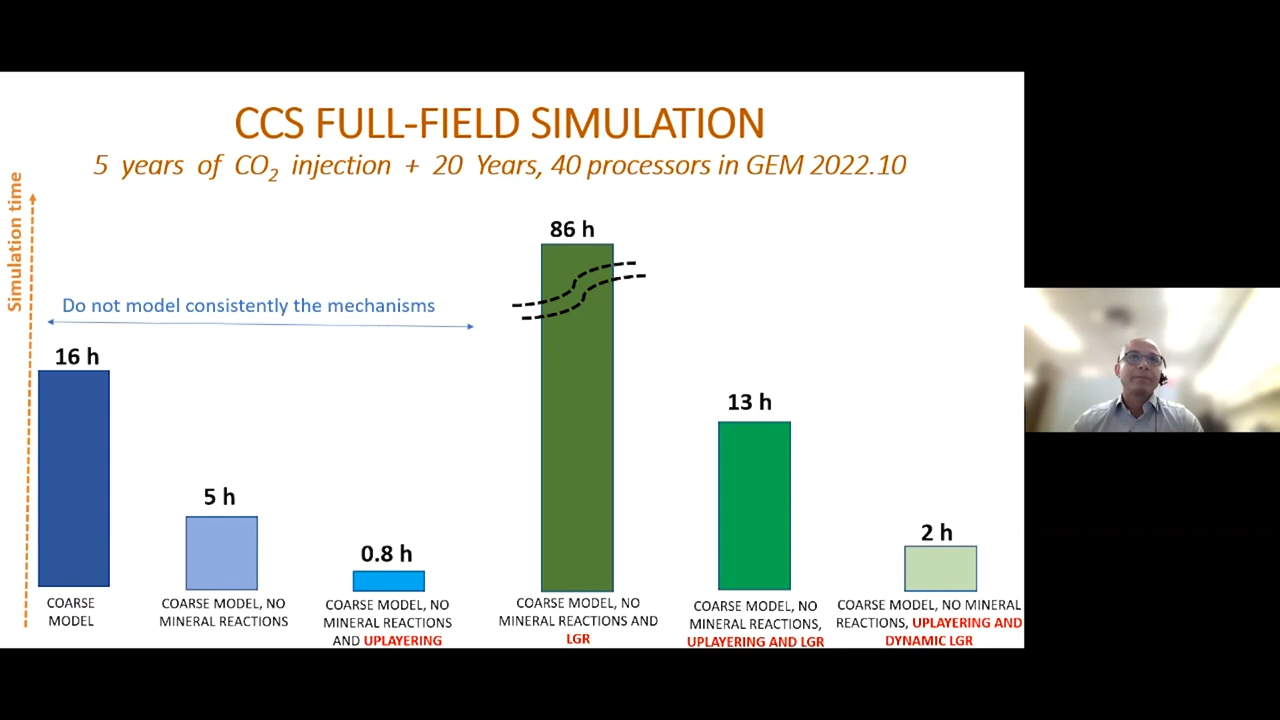 CCS FULL-FIELD SIMULATION
5 years of CO2 injection + 20 Years, 40 processors in GEM 2022.10
Simulation time
Do not model consistently the mechanisms
16 h
5 h
0.8 h
86 h
13 h
2 h
COARSE
MODEL
COARSE MODEL, NO
MINERAL REACTIONS
COARSE MODEL, NO
MINERAL REACTIONS
AND UPLAYERING
COARSE MODEL, NO
MINERAL REACTIONS AND
LGR
COARSE MODEL, NO
MINERAL REACTIONS,
UPLAYERING AND LGR
COARSE MODEL, NO MINERAL
REACTIONS, UPLAYERING AND
DYNAMIC LGR